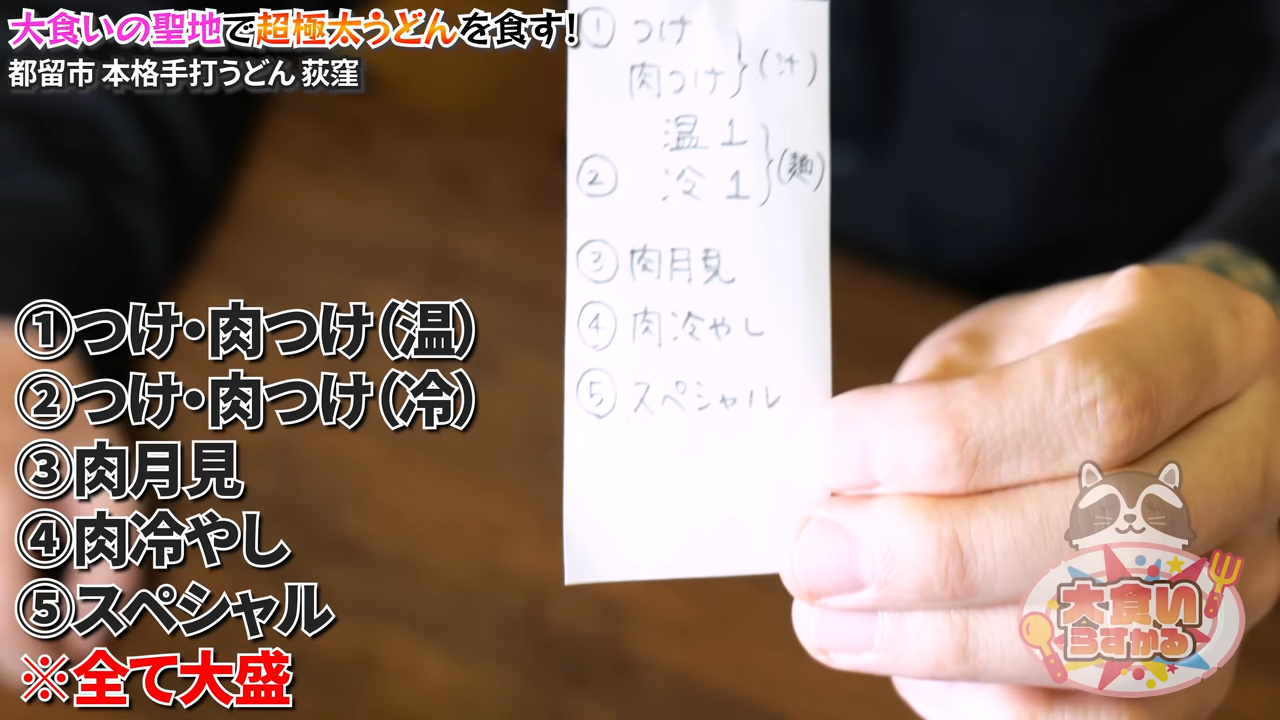 大食いの聖地で超極太うどんを食す!
都留市 本格手打うどん 荻窪
① つけ
肉つけ (汁)
温 1
② 冷 1 (麺)
③ 肉月見
④ 肉冷やし
⑤ スペシャル
①つけ・肉つけ(温)
②つけ・肉つけ(冷)
③肉月見
④肉冷やし
⑤スペシャル
※全て大盛
大食い
らすかる